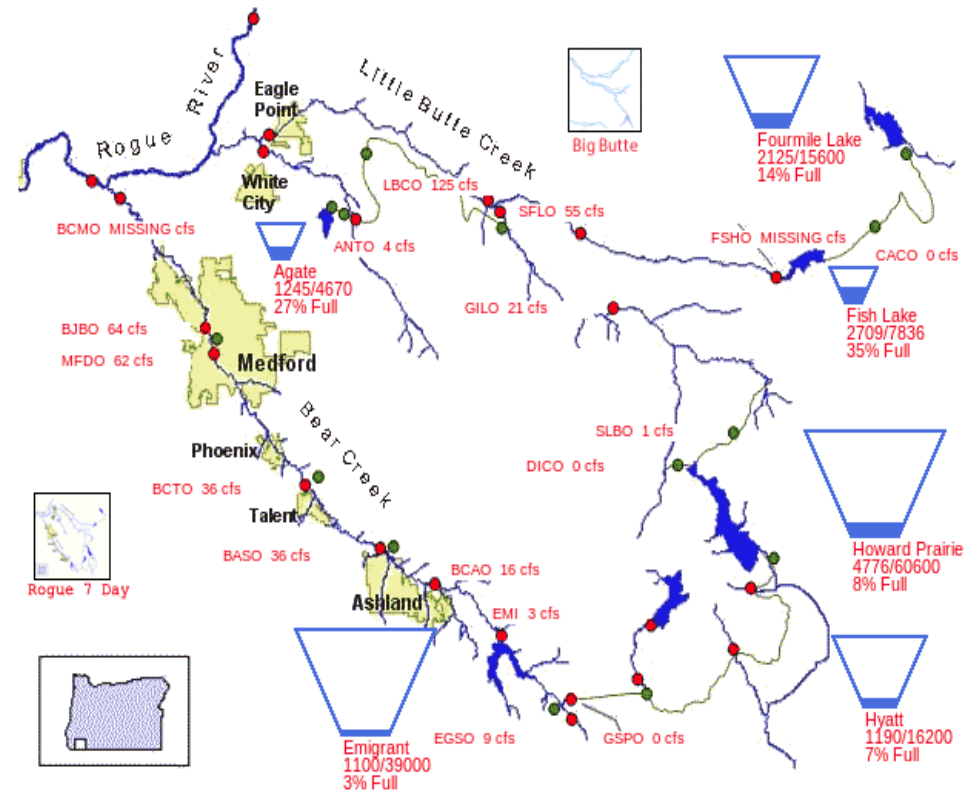 Rogue River
Eagle
Point
Little Butte Creek
Big Butte
Fourmile Lake
2125/15600
14% Full
White
City
LBCO 125 cfs
SFLO 55 cfs
BCMO MISSING cfs
ANTO 4 cfs
FSHO MISSING cfs
CACO 0 cfs
Agate
1245/4670
27% Full
GILO 21 cfs
Fish Lake
2709/7836
35% Full
BJBO 64 cfs
MFDO 62 cfs
Medford
Bear Creek
SLBO 1 cfs
Phoenix
DICO 0 cfs
BCTO 36 cfs
Talent
Howard Prairie
4776/60600
8% Full
BASO 36 cfs
BCAO 16 cfs
Rogue 7 Day
Ashland
EMI 3 cfs
Hyatt
1190/16200
7% Full
EGSO 9 cfs
GSPO 0 cfs
Emigrant
1100/39000
3% Full